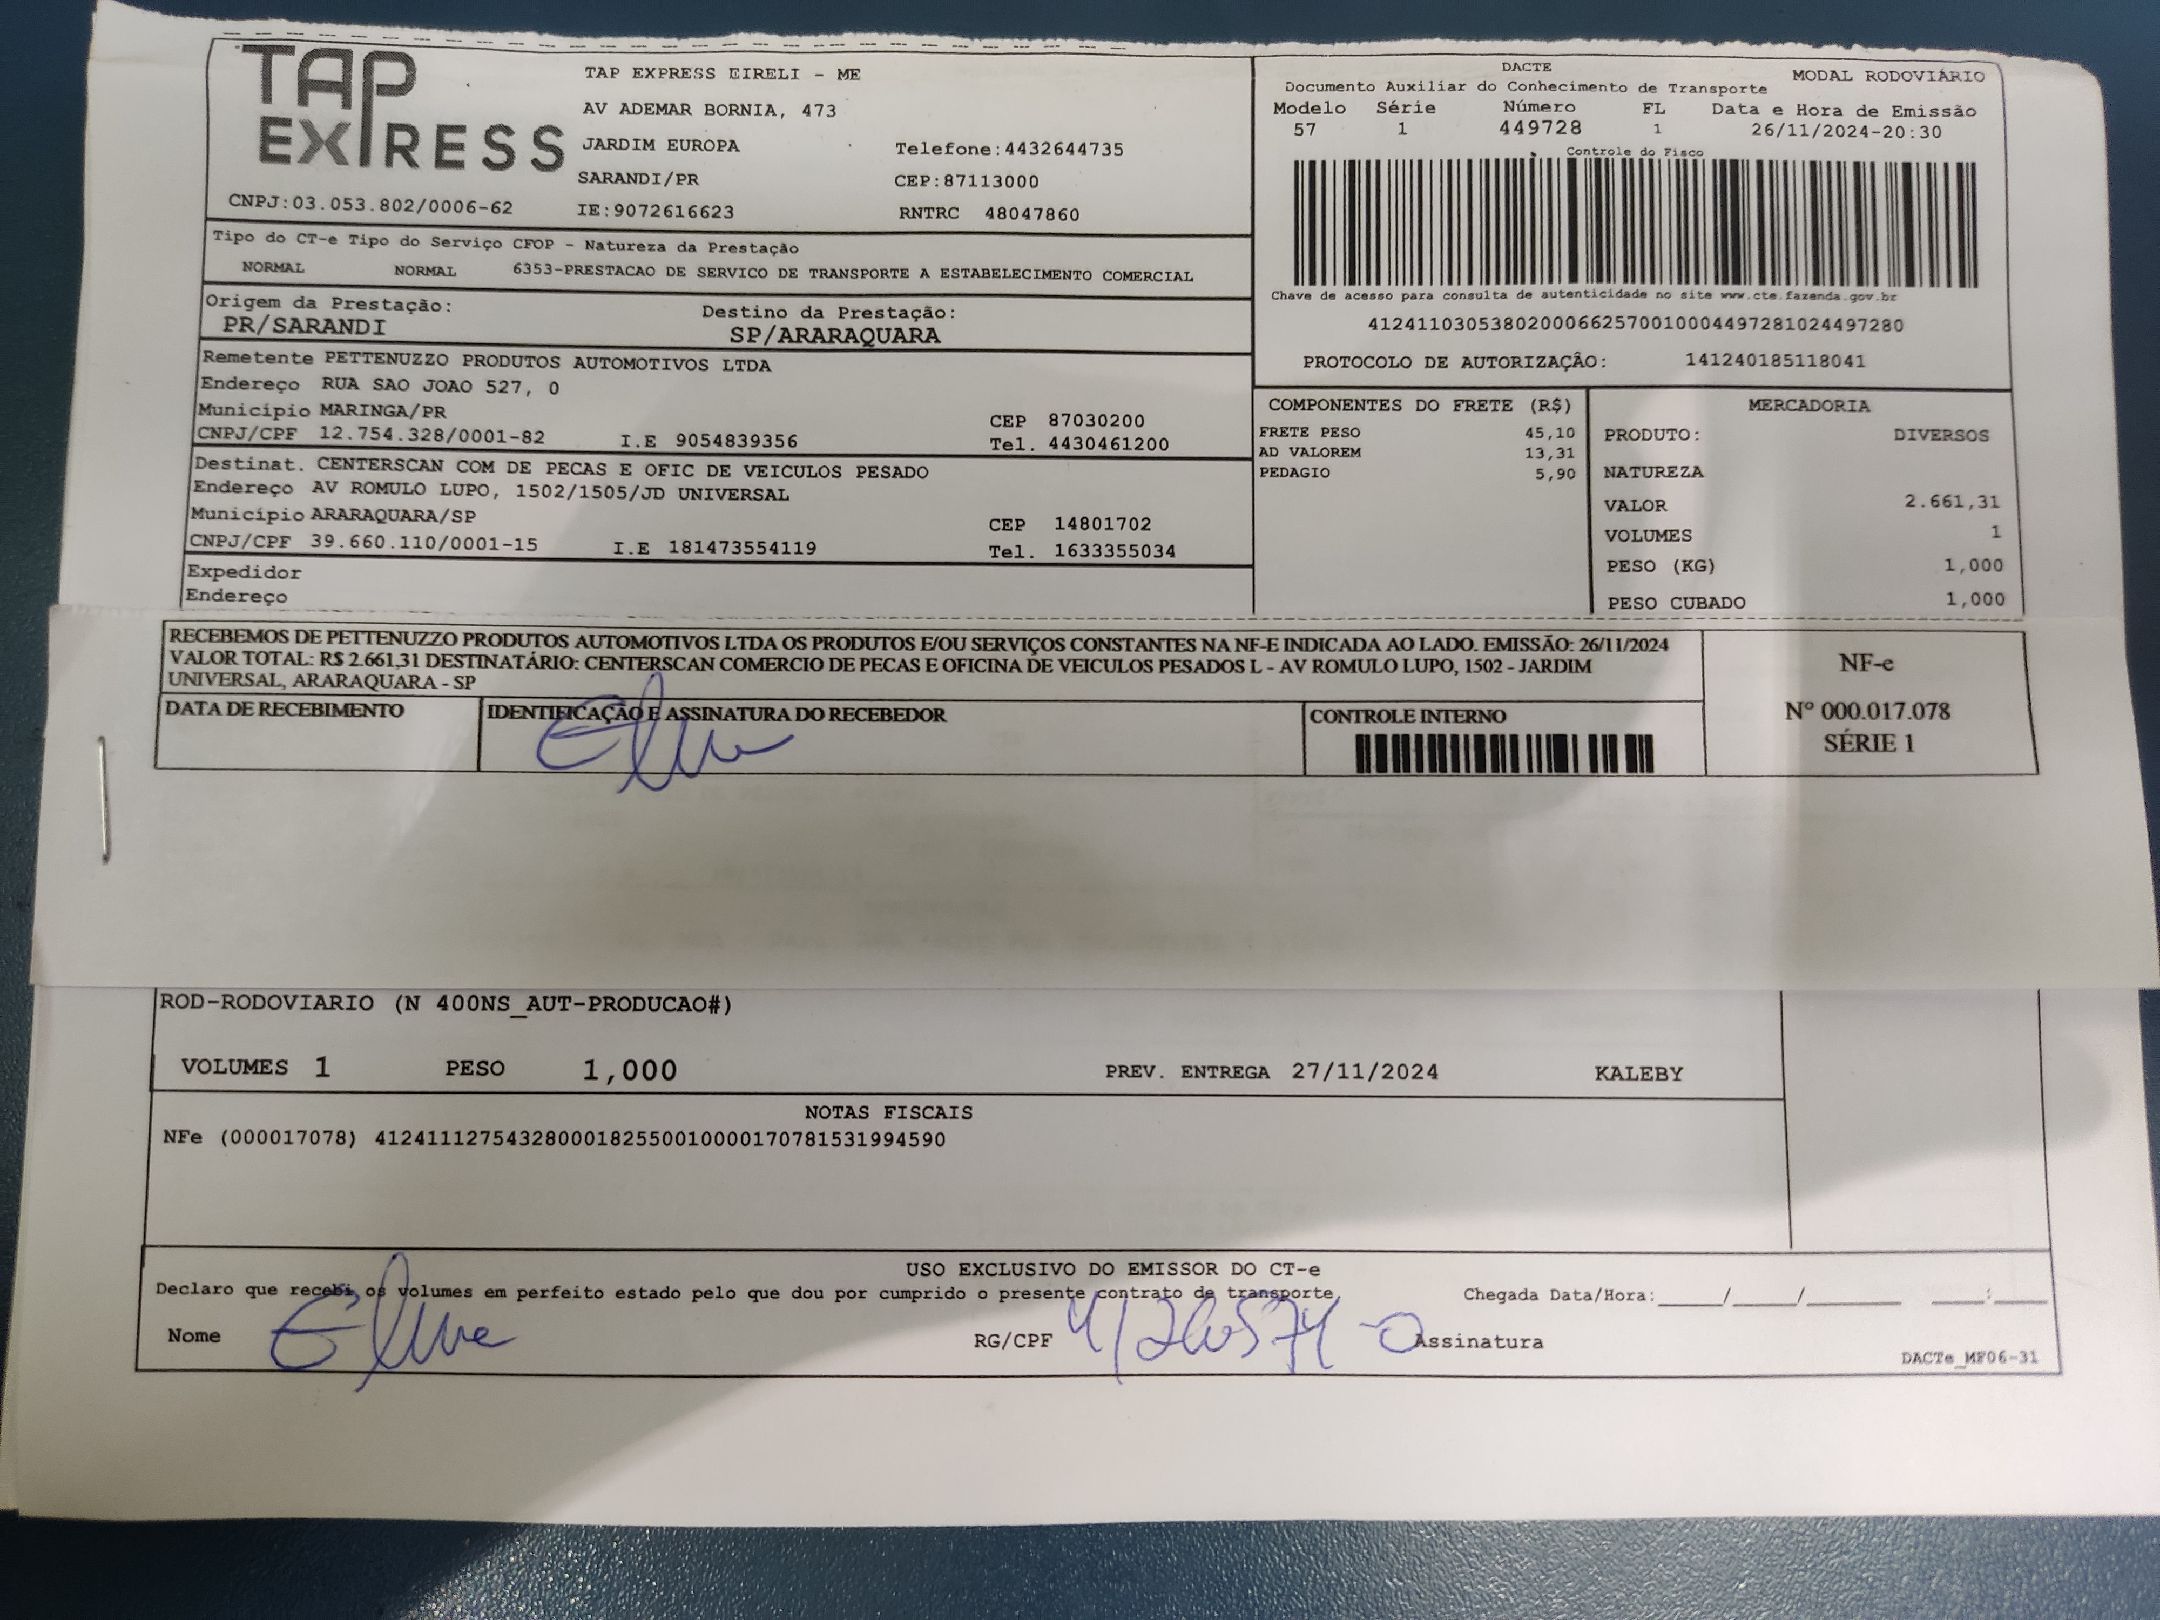 TAP EXPRESS
TAP EXPRESS EIRELI - ME
AV ADEMAR BORNIA, 473
JARDIM EUROPA Telefone:4432644735
SARANDI/PR CEP:87113000
CNPJ:03.053.802/0006-62 IE:9072616623 RNTRC 48047860
DACTE MODAL RODOVIÁRIO
Documento Auxiliar do Conhecimento de Transporte
Modelo Série Número FL Data e Hora de Emissão
57 1 449728 1 26/11/2024-20:30
Controle do Fisco
Chave de acesso para consulta de autenticidade no site www.cte.fazenda.gov.br
41241103053802000662570010004497281024497280
PROTOCOLO DE AUTORIZAÇÃO: 141240185118041
Tipo do CT-e Tipo do Serviço CFOP - Natureza da Prestação
NORMAL NORMAL 6353-PRESTACAO DE SERVICO DE TRANSPORTE A ESTABELECIMENTO COMERCIAL
Origem da Prestação: Destino da Prestação:
PR/SARANDI SP/ARARAQUARA
Remetente PETTENUZZO PRODUTOS AUTOMOTIVOS LTDA
Endereço RUA SAO JOAO 527, 0
Município MARINGA/PR CEP 87030200
CNPJ/CPF 12.754.328/0001-82 I.E 9054839356 Tel. 4430461200
Destinat. CENTERSCAN COM DE PECAS E OFIC DE VEICULOS PESADO
Endereço AV ROMULO LUPO, 1502/1505/JD UNIVERSAL
Município ARARAQUARA/SP CEP 14801702
CNPJ/CPF 39.660.110/0001-15 I.E 181473554119 Tel. 1633355034
Expedidor
Endereço
COMPONENTES DO FRETE (R$)
FRETE PESO 45,10
AD VALOREM 13,31
PEDAGIO 5,90
MERCADORIA
PRODUTO: DIVERSOS
NATUREZA
VALOR 2.661,31
VOLUMES 1
PESO (KG) 1,000
PESO CUBADO 1,000
RECEBEMOS DE PETTENUZZO PRODUTOS AUTOMOTIVOS LTDA OS PRODUTOS E/OU SERVIÇOS CONSTANTES NA NF-E INDICADA AO LADO. EMISSÃO: 26/11/2024
VALOR TOTAL: R$ 2.661,31 DESTINATÁRIO: CENTERSCAN COMERCIO DE PECAS E OFICINA DE VEICULOS PESADOS L - AV ROMULO LUPO, 1502 - JARDIM
UNIVERSAL, ARARAQUARA - SP
DATA DE RECEBIMENTO IDENTIFICAÇÃO E ASSINATURA DO RECEBEDOR CONTROLE INTERNO
NF-e
Nº 000.017.078
SÉRIE 1
ROD-RODOVIARIO (N 400NS_AUT-PRODUCAO#)
VOLUMES 1 PESO 1,000 PREV. ENTREGA 27/11/2024 KALEBY
NOTAS FISCAIS
NFe (000017078) 41241112754328000182550010000170781531994590
USO EXCLUSIVO DO EMISSOR DO CT-e
Declaro que recebi os volumes em perfeito estado pelo que dou por cumprido o presente contrato de transporte. Chegada Data/Hora:____/____/______ ____:____
Nome RG/CPF Assinatura
DACTe_MF06-31